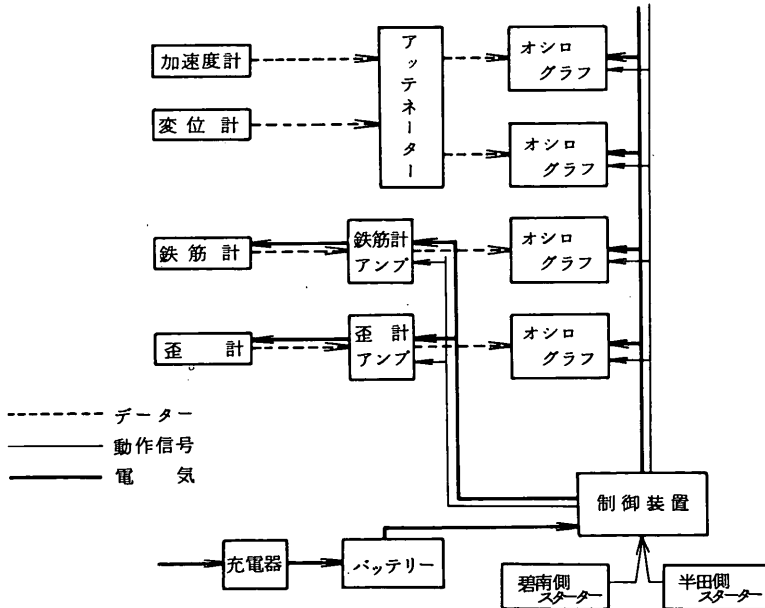 加速度計
変位計
アッテネーター
オシログラフ
オシログラフ
鉄筋計
鉄筋計アンプ
オシログラフ
歪計
歪計アンプ
オシログラフ
データー
動作信号
電気
制御装置
充電器
バッテリー
碧南側スターター
半田側スターター